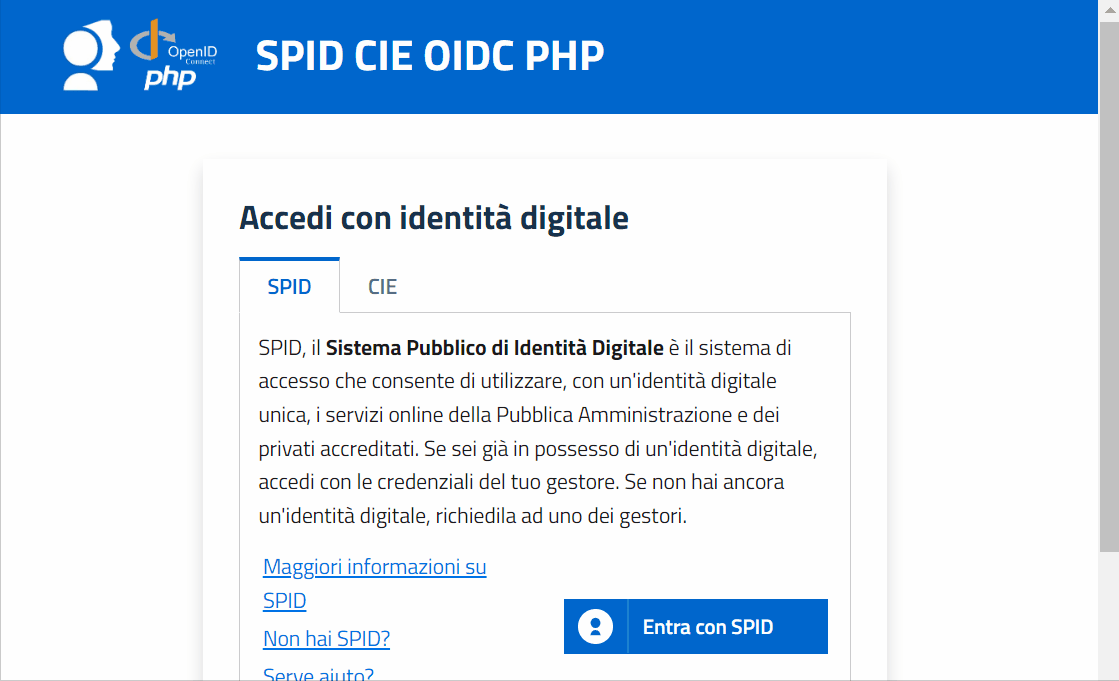 OpenID
Connect
php
SPID CIE OIDC PHP
Accedi con identità digitale
SPID
CIE
SPID, il Sistema Pubblico di Identità Digitale è il sistema di
accesso che consente di utilizzare, con un'identità digitale
unica, i servizi online della Pubblica Amministrazione e dei
privati accreditati. Se sei già in possesso di un'identità digitale,
accedi con le credenziali del tuo gestore. Se non hai ancora
un'identità digitale, richiedila ad uno dei gestori.
Maggiori informazioni su
SPID
Non hai SPID?
Serve aiuto?
Entra con SPID